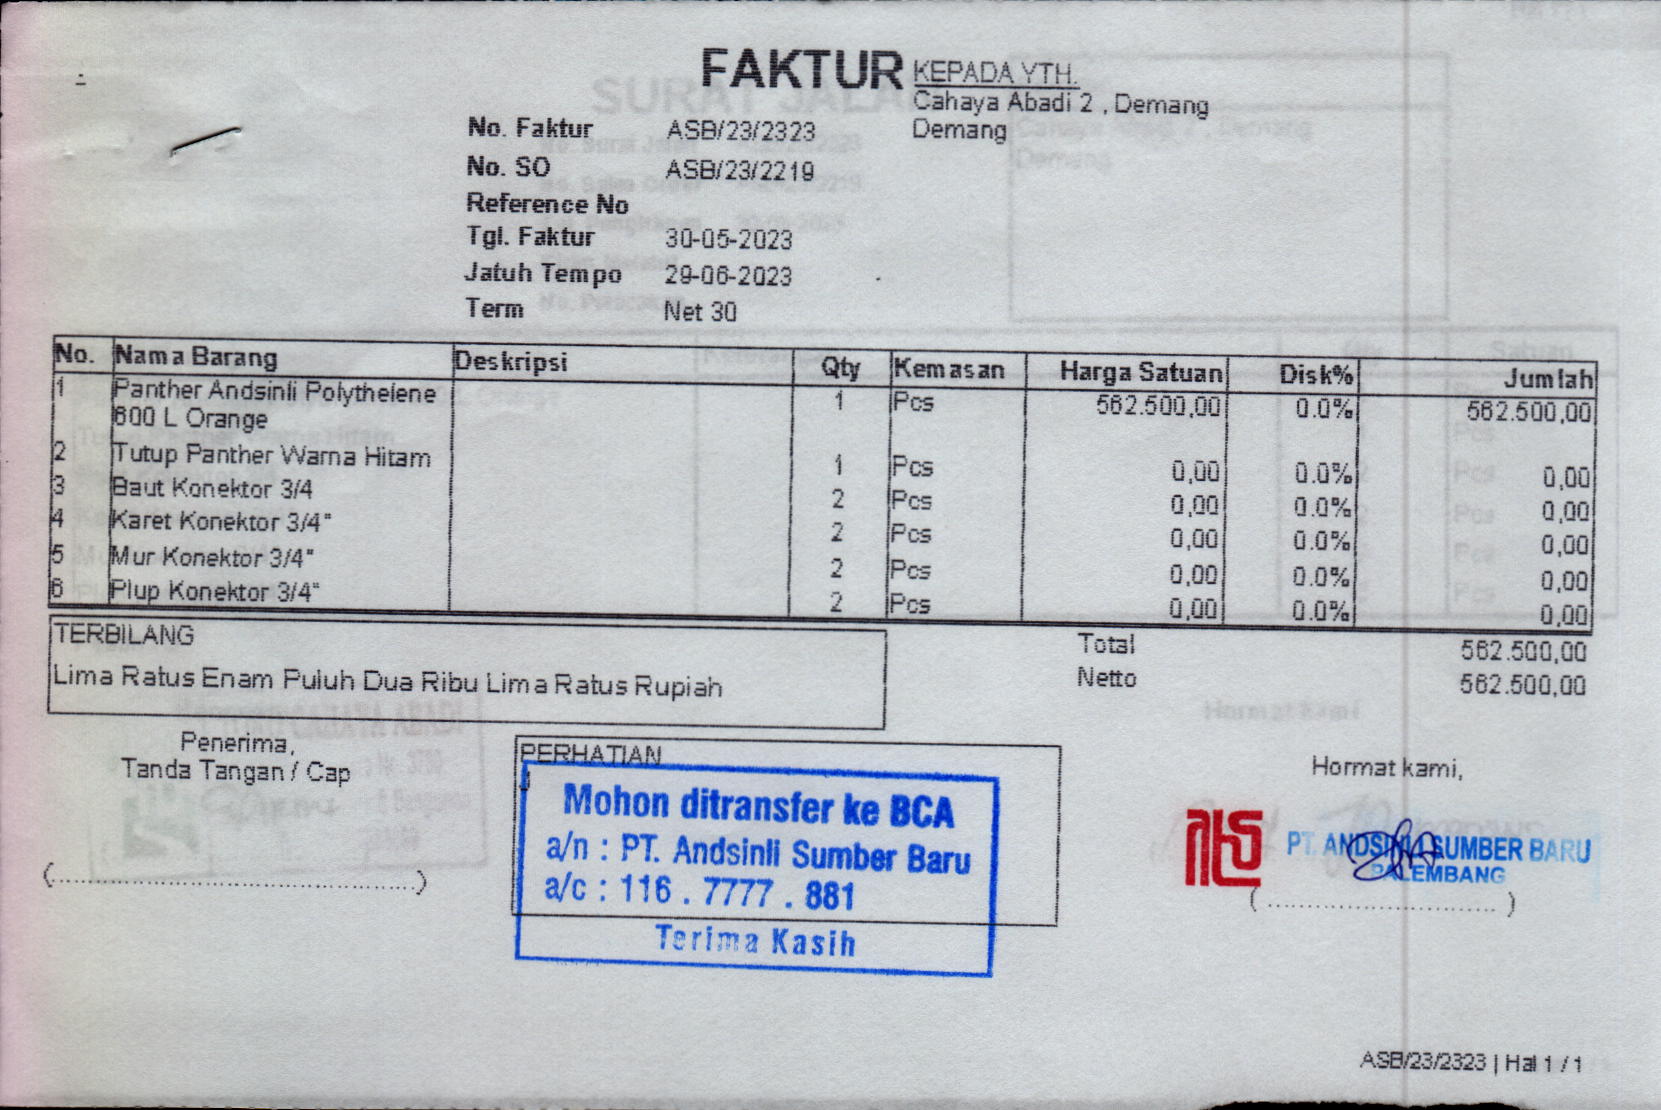 FAKTUR
KEPADA YTH.
Cahaya Abadi 2 , Demang
Demang
No. Faktur ASB/23/2323
No. SO ASB/23/2219
Reference No
Tgl. Faktur 30-05-2023
Jatuh Tempo 29-06-2023
Term Net 30
No. Nama Barang Deskripsi Qty Kemasan Harga Satuan Disk% Jumlah
1 Panther Andsinli Polythelene 1 Pcs 562.500,00 0.0% 562.500,00
600 L Orange
2 Tutup Panther Warna Hitam 1 Pcs 0,00 0.0% 0,00
3 Baut Konektor 3/4 2 Pcs 0,00 0.0% 0,00
4 Karet Konektor 3/4" 2 Pcs 0,00 0.0% 0,00
5 Mur Konektor 3/4" 2 Pcs 0,00 0.0% 0,00
6 Plup Konektor 3/4" 2 Pcs 0,00 0.0% 0,00
TERBILANG
Lima Ratus Enam Puluh Dua Ribu Lima Ratus Rupiah
Total 562.500,00
Netto 562.500,00
Penerima,
Tanda Tangan / Cap
(................................................)
PERHATIAN
Mohon ditransfer ke BCA
a/n : PT. Andsinli Sumber Baru
a/c : 116 . 7777 . 881
Terima Kasih
Hormat kami,
PT. ANDSINLI SUMBER BARU
PALEMBANG
(..............................)
ASB/23/2323 | Hal 1 / 1